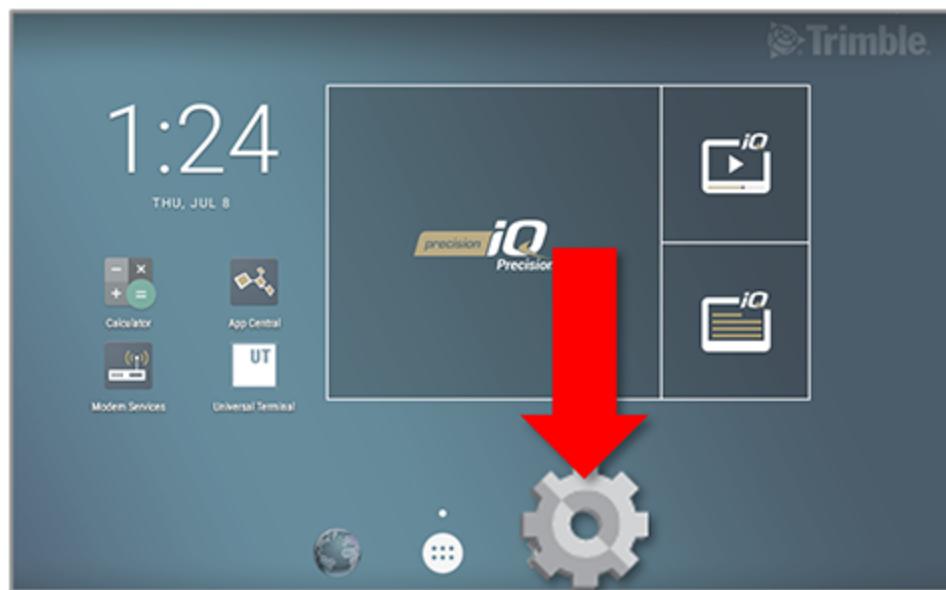 Trimble
1:24
THU, JUL 8
iQ
precision iQ
Precision
iQ
Calculator
App Central
UT
Modem Services
Universal Terminal